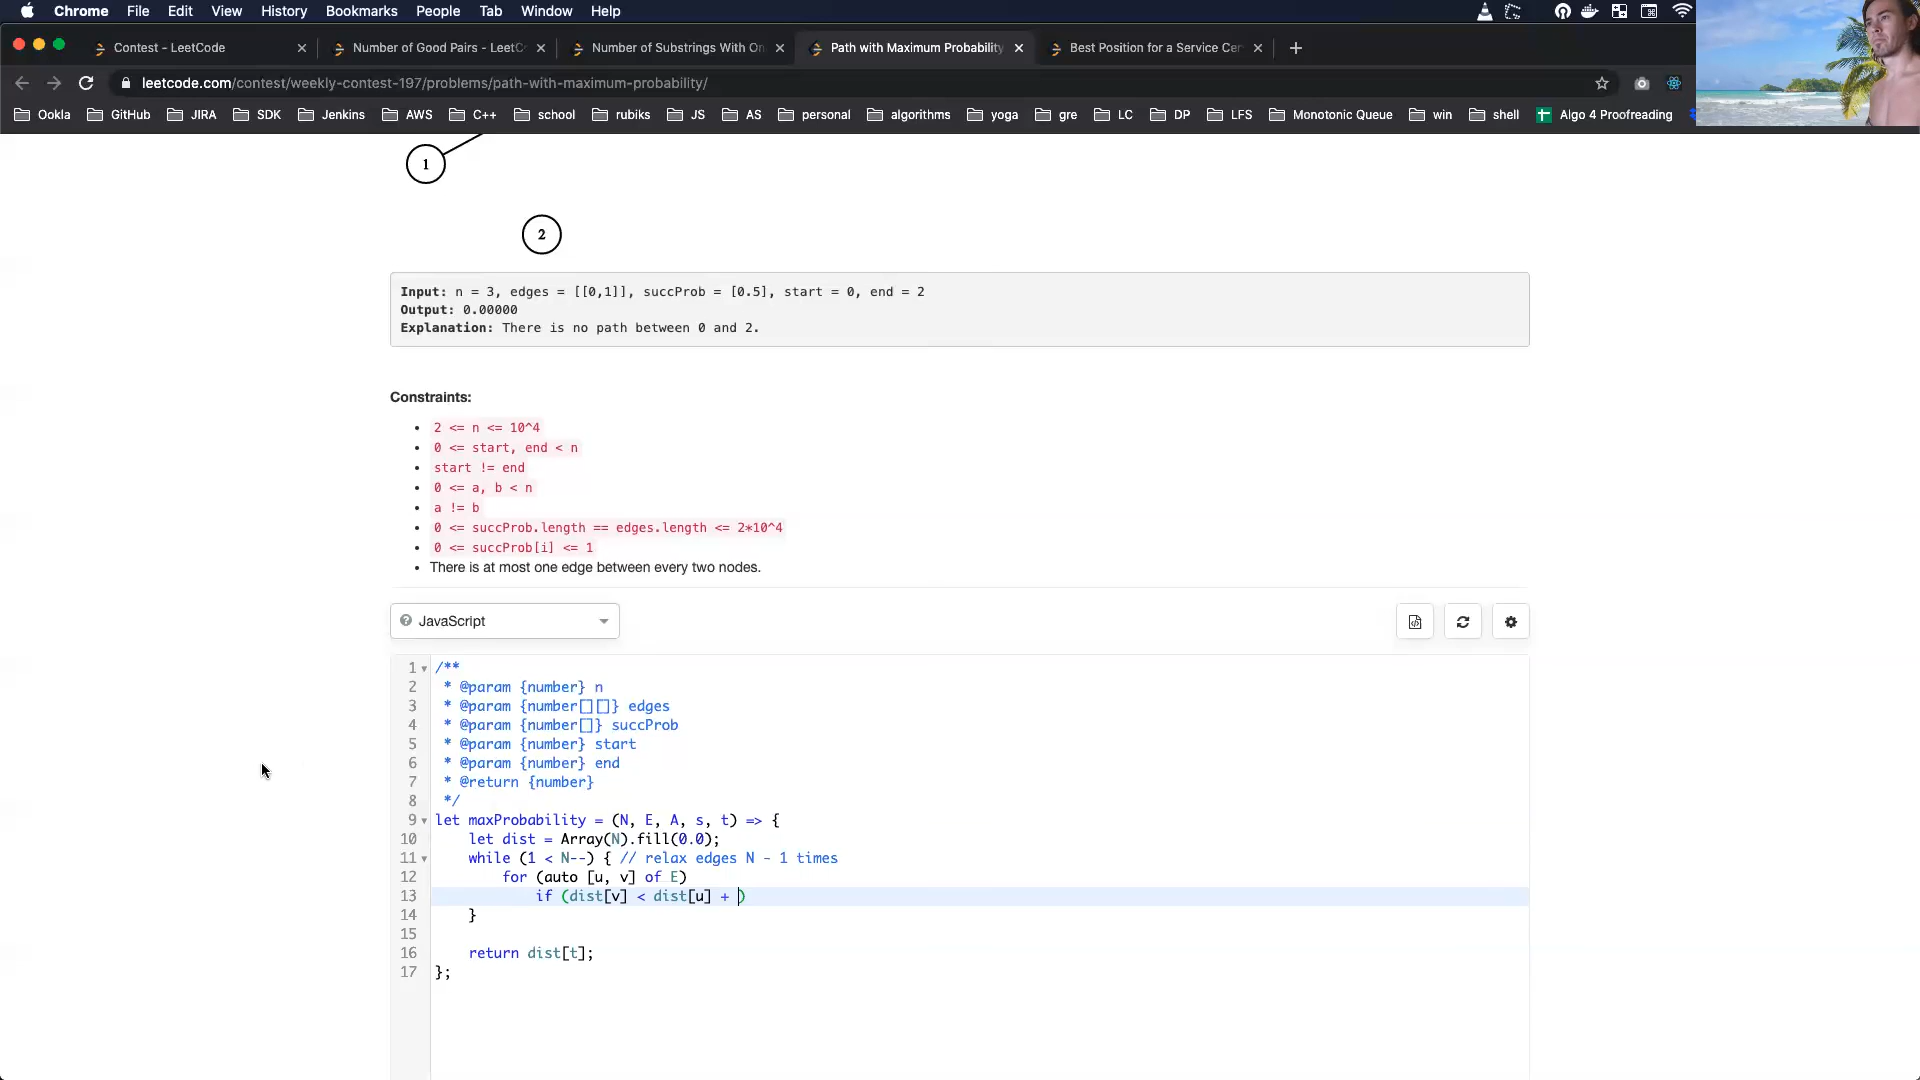 Chrome File Edit View History Bookmarks People Tab Window Help
Contest - LeetCode
Number of Good Pairs - LeetC
Number of Substrings With On
Path with Maximum Probability
Best Position for a Service Cer
leetcode.com/contest/weekly-contest-197/problems/path-with-maximum-probability/
Ookla GitHub JIRA SDK Jenkins AWS C++ school rubiks JS AS personal algorithms yoga gre LC DP LFS Monotonic Queue win shell Algo 4 Proofreading
1
2
Input: n = 3, edges = [[0,1]], succProb = [0.5], start = 0, end = 2
Output: 0.00000
Explanation: There is no path between 0 and 2.
Constraints:
• 2 <= n <= 10^4
• 0 <= start, end < n
• start != end
• 0 <= a, b < n
• a != b
• 0 <= succProb.length == edges.length <= 2*10^4
• 0 <= succProb[i] <= 1
• There is at most one edge between every two nodes.
JavaScript
1 /**
2 * @param {number} n
3 * @param {number[][]} edges
4 * @param {number[]} succProb
5 * @param {number} start
6 * @param {number} end
7 * @return {number}
8 */
9 let maxProbability = (N, E, A, s, t) => {
10 let dist = Array(N).fill(0.0);
11 while (1 < N--) { // relax edges N - 1 times
12 for (auto [u, v] of E)
13 if (dist[v] < dist[u] + )
14 }
15
16 return dist[t];
17 };